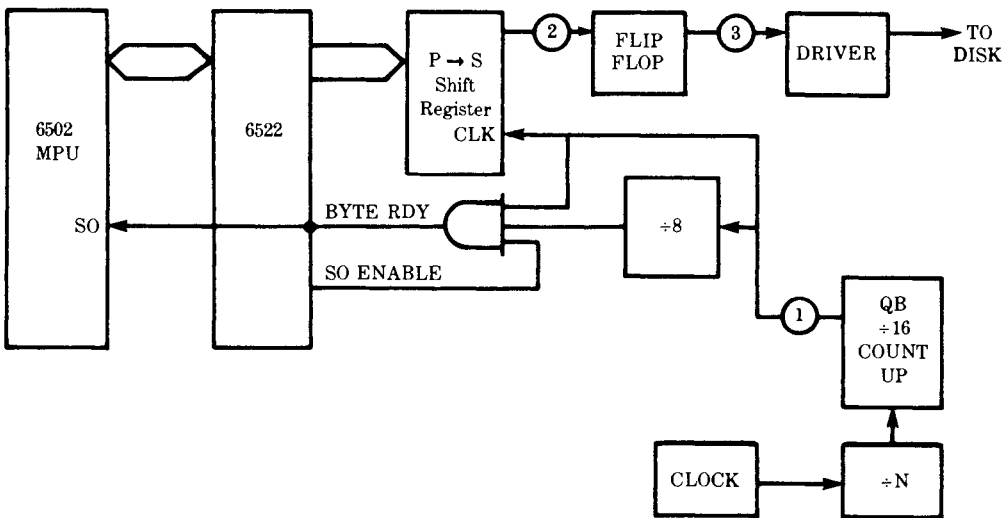 6502
MPU
SO
6522
BYTE RDY
SO ENABLE
P → S
Shift
Register
CLK
2
FLIP
FLOP
3
DRIVER
TO
DISK
÷8
1
QB
÷16
COUNT
UP
CLOCK
÷N